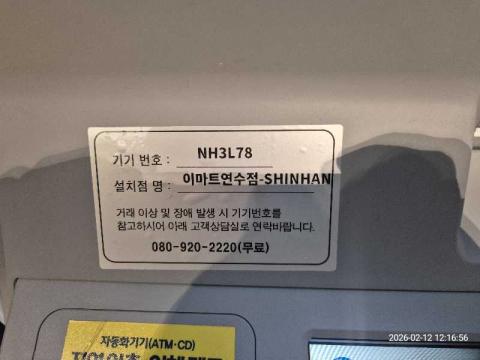 기기 번호 : NH3L78
설치점 명 : 이마트연수점-SHINHAN
거래 이상 및 장애 발생 시 기기번호를
참고하시어 아래 고객상담실로 연락바랍니다.
080-920-2220(무료)
자동화기기(ATM·CD)
2026-02-12 12:16:56